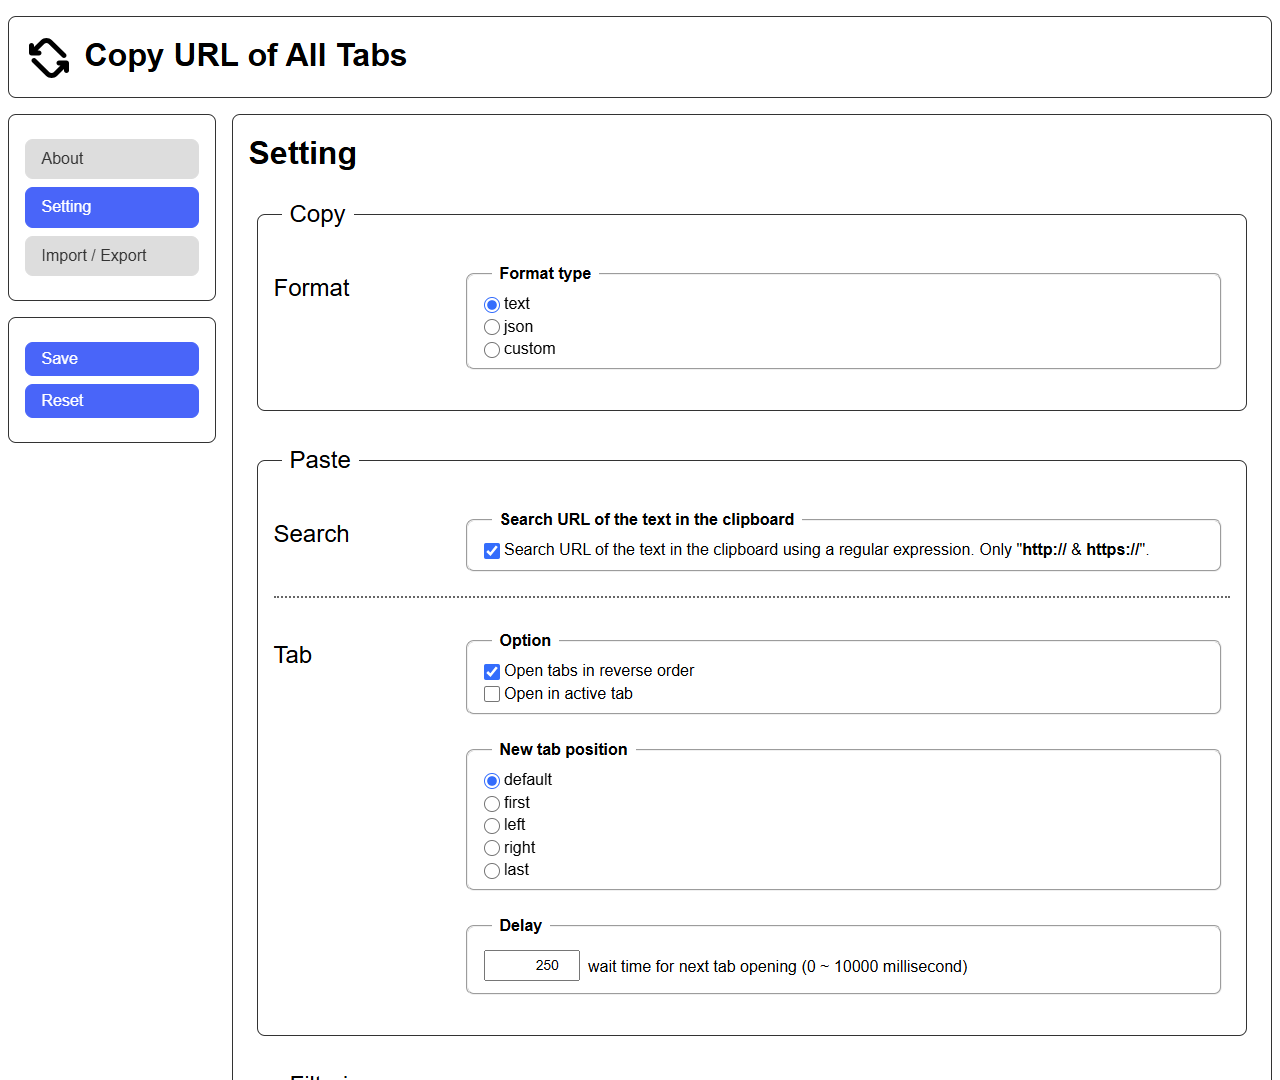 Copy URL of All Tabs
About
Setting
Import / Export
Save
Reset
Setting
Copy
Format
Format type
text
json
custom
Paste
Search
Search URL of the text in the clipboard
Search URL of the text in the clipboard using a regular expression. Only "http:// & https://".
Tab
Option
Open tabs in reverse order
Open in active tab
New tab position
default
first
left
right
last
Delay
250 wait time for next tab opening (0 ~ 10000 millisecond)